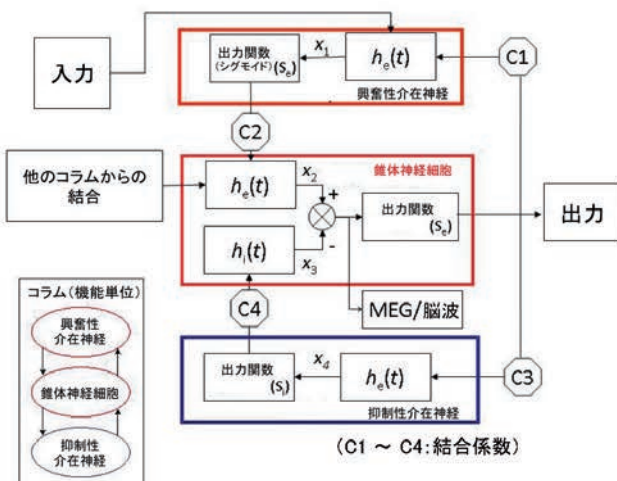 入力
出力関数
(シグモイド)(Se)
x1
he(t)
興奮性介在神経
C1
C2
他のコラムからの
結合
錐体神経細胞
he(t)
x2
+
hi(t)
x3
-
出力関数
(Se)
出力
C4
MEG/脳波
コラム(機能単位)
興奮性
介在神経
錐体神経細胞
抑制性
介在神経
出力関数
(Si)
x4
he(t)
抑制性介在神経
C3
(C1 ~ C4:結合係数)